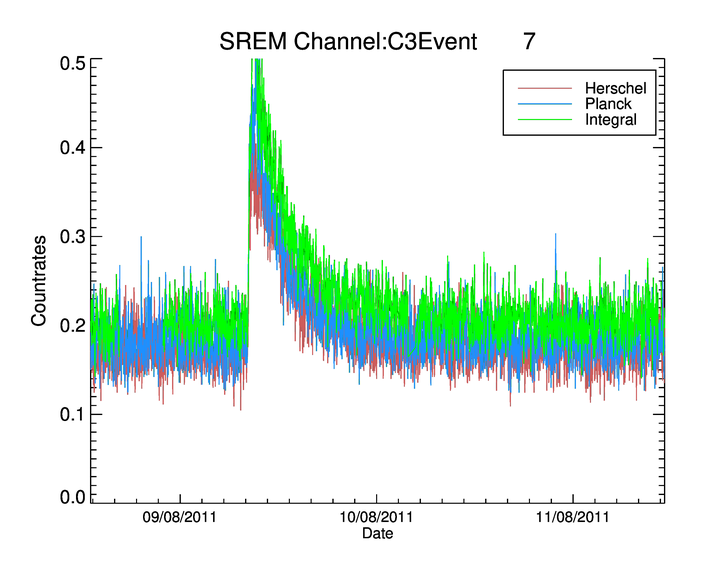 SREM Channel:C3Event 7
Herschel
Planck
Integral
0.5
0.4
0.3
0.2
0.1
0.0
Countrates
09/08/2011 10/08/2011 11/08/2011
Date